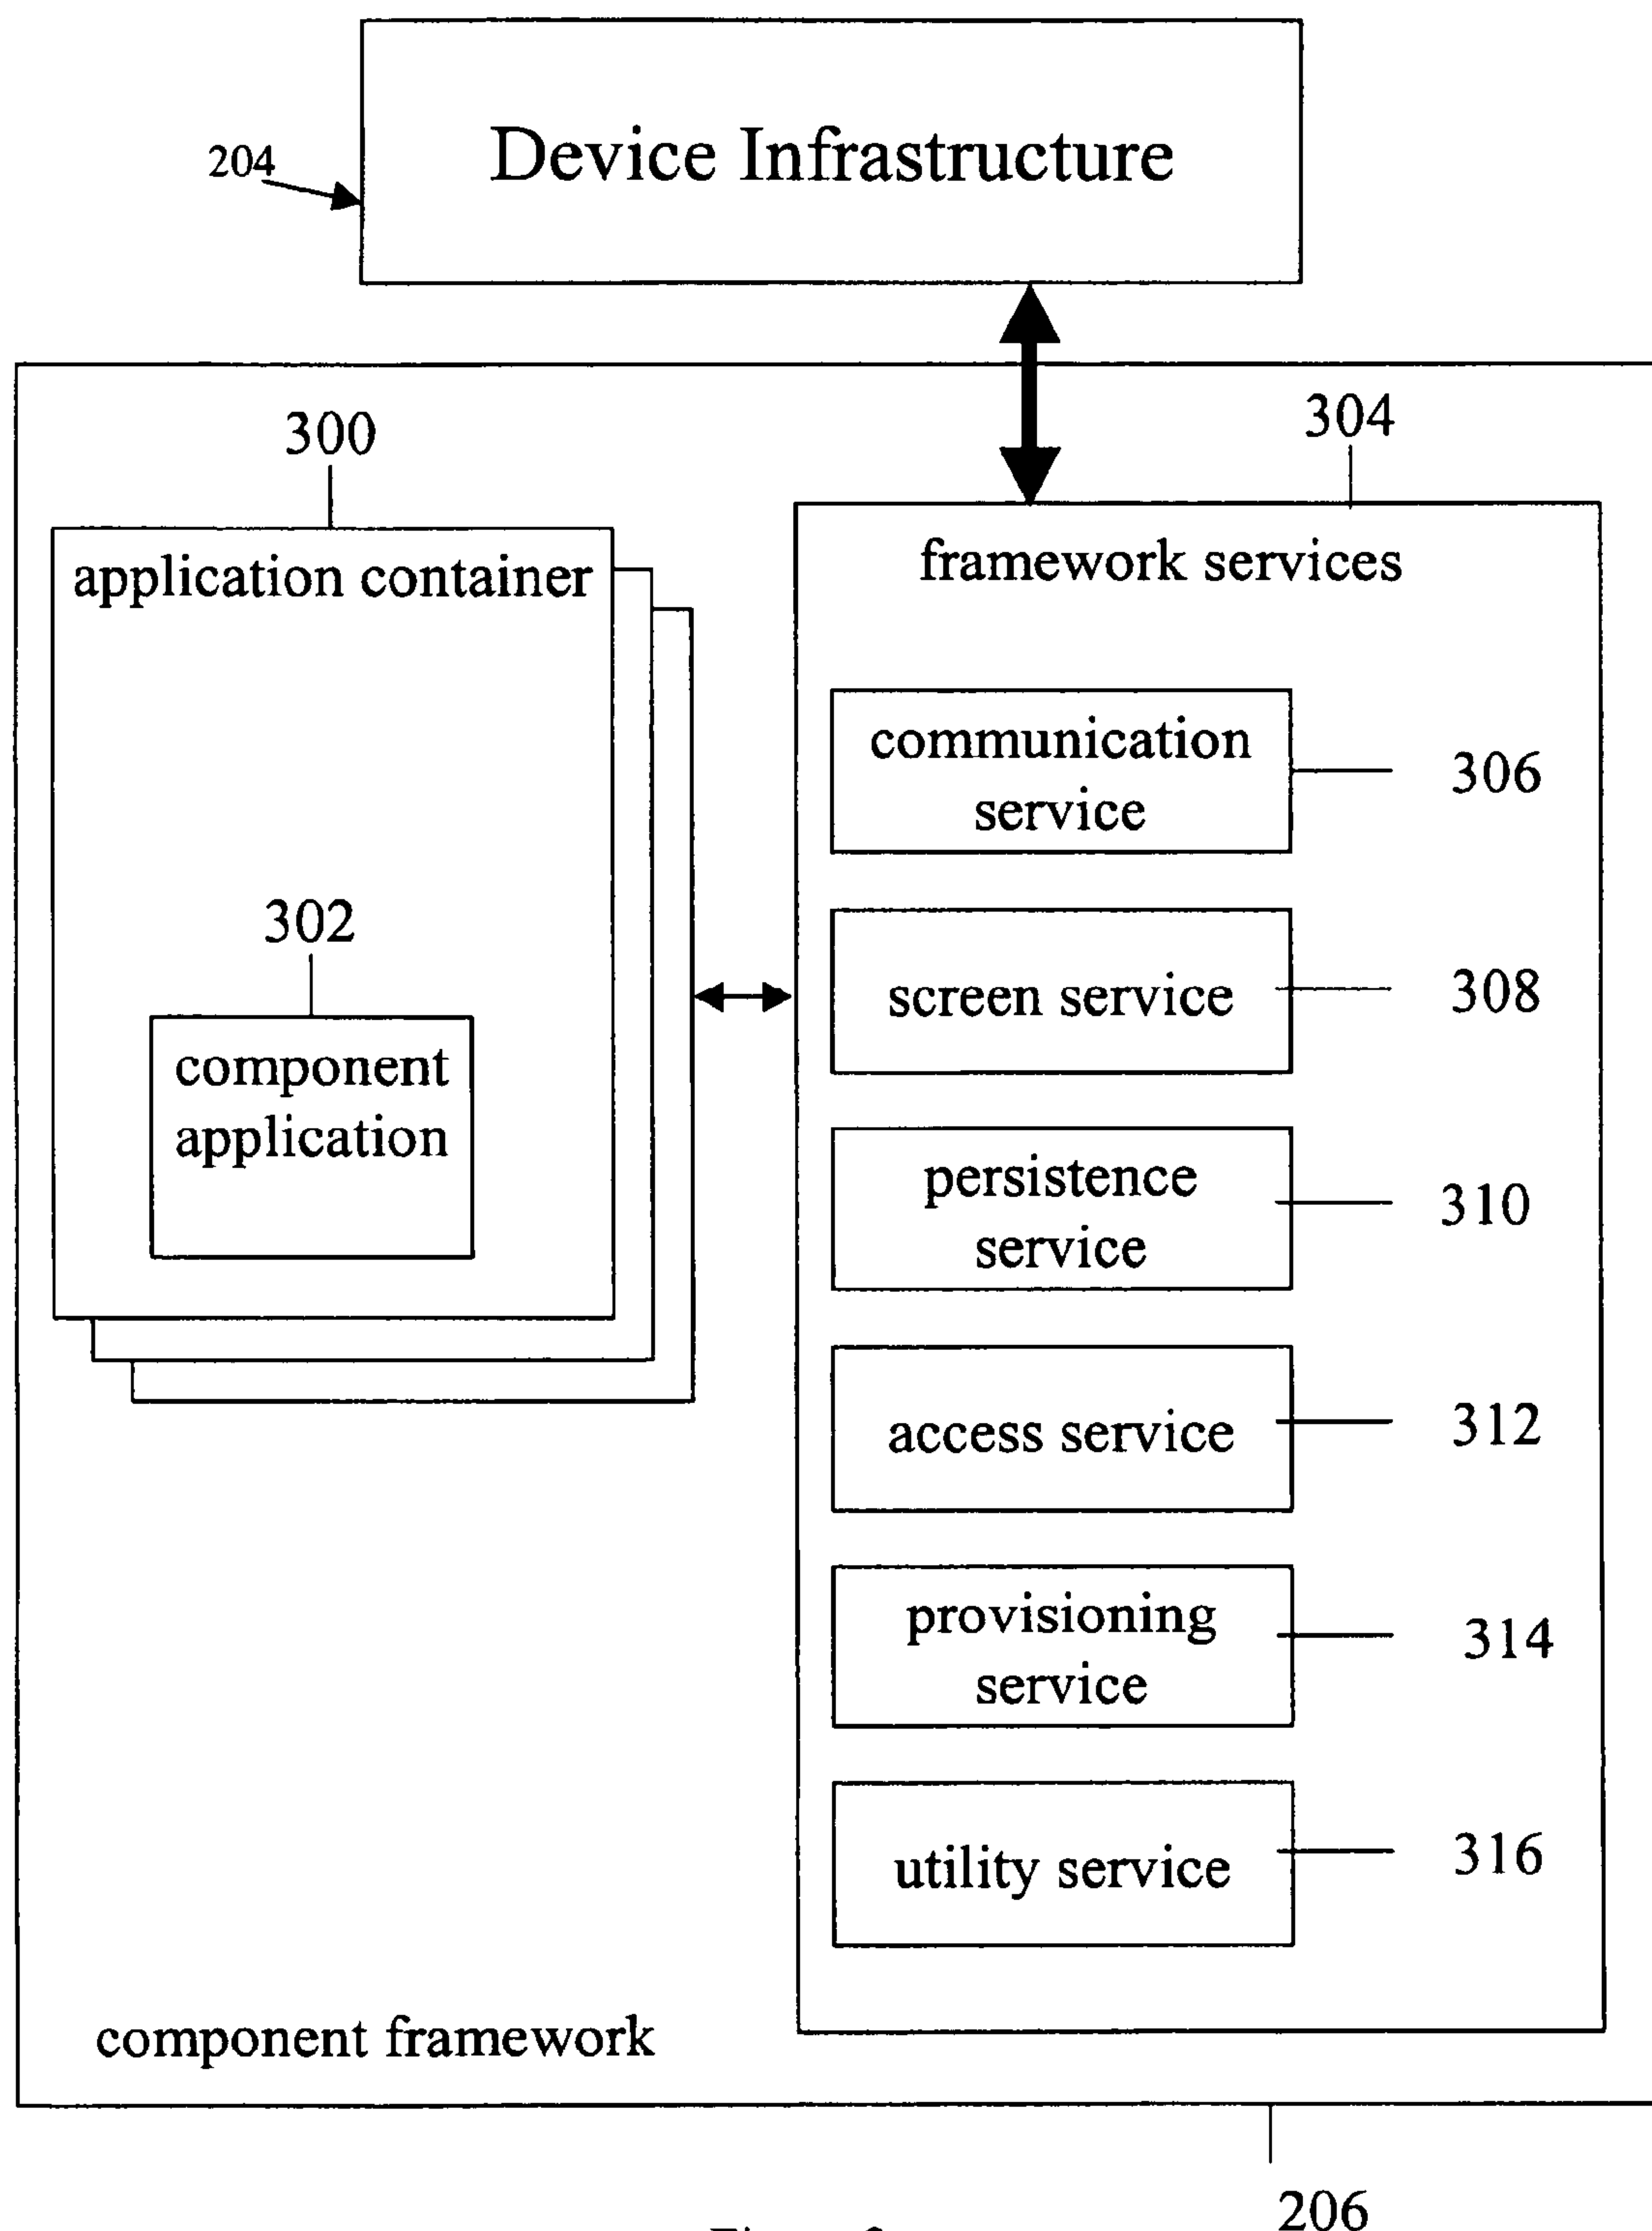 Device Infrastructure
204
300
304
application container
framework services
communication
service
306
302
screen service
308
component
application
persistence
service
310
access service
312
provisioning
service
314
utility service
316
component framework
206